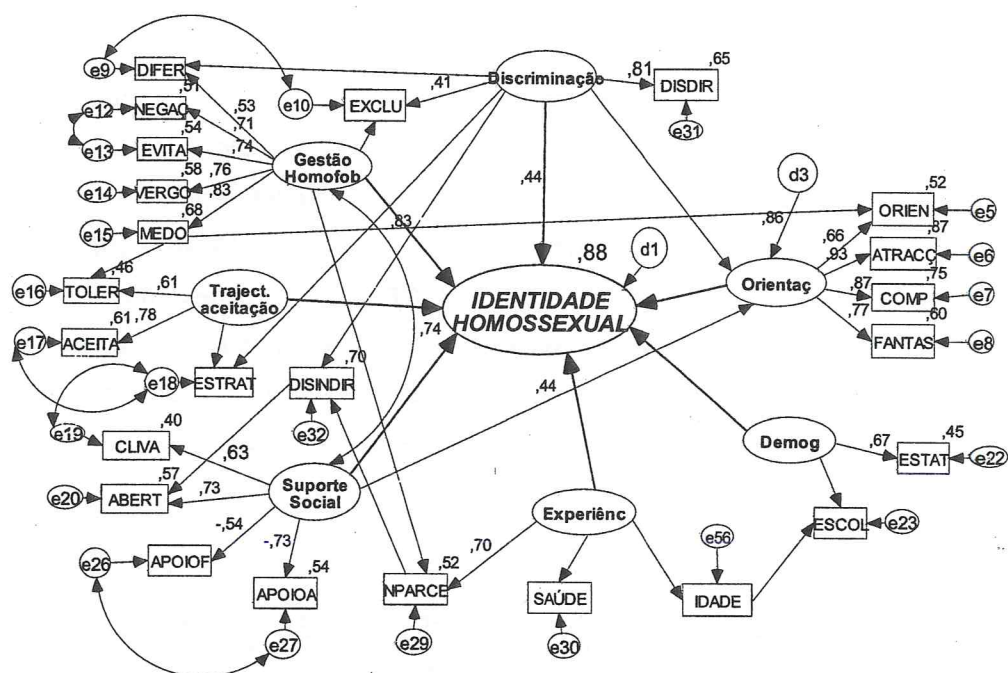 e9
DIFER
,51
e12
NEGAÇ
,54
e13
EVITA
,58
e14
VERGO
,68
e15
MEDO
,46
e16
TOLER
,61
e17
ACEITA
,61
,78
e18
ESTRAT
e19
CLIVA
,40
,57
e20
ABERT
e26
APOIOF
APOIOA
,54
e27
e10
EXCLU
,41
,53
,71
,74
,76
,83
Gestão
Homofob
Discriminação
,81
,65
DISDIR
e31
,44
,83
,88
d1
IDENTIDADE
HOMOSSEXUAL
,74
Traject.
aceitação
,70
DISINDIR
e32
,63
,73
-,54
-,73
Suporte
Social
,44
d3
,86
Orientaç
,66
,93
,87
,77
,52
ORIEN
e5
,87
ATRACÇ
e6
,75
COMP
e7
,60
FANTAS
e8
Demog
,67
,45
ESTAT
e22
ESCOL
e23
Experiênc
,70
,52
NPARCE
e29
SAÚDE
e30
e56
IDADE